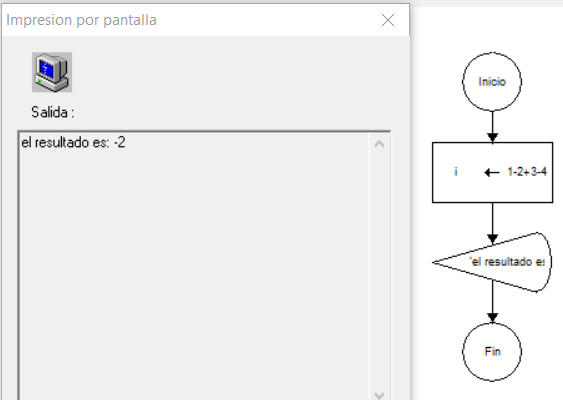 Impresion por pantalla
Salida :
el resultado es: -2
Inicio
i ← 1-2+3-4
'el resultado es
Fin